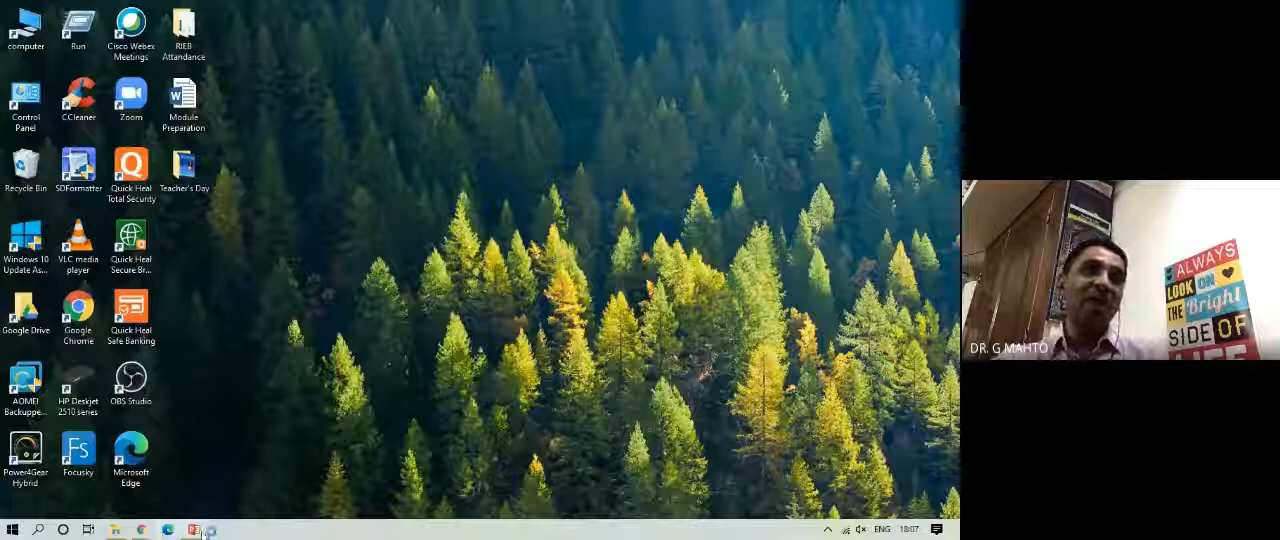 computer
Run
Cisco Webex
Meetings
RIEB
Attandance
Control
Panel
CCleaner
Zoom
Module
Preparation
Recycle Bin
SDFormatter
Quick Heal
Total Security
Teacher's Day
Windows 10
Update As...
VLC media
player
Quick Heal
Secure Br...
Google Drive
Google
Chrome
Quick Heal
Safe Banking
AOMEI
Backuppe...
HP Deskjet
2510 series
OBS Studio
Power4Gear
Hybrid
Focusky
Microsoft
Edge
ENG
18:07
ALWAYS
LOOK ON
THE Bright
SIDE OF
LIFE
DR. G MAHTO